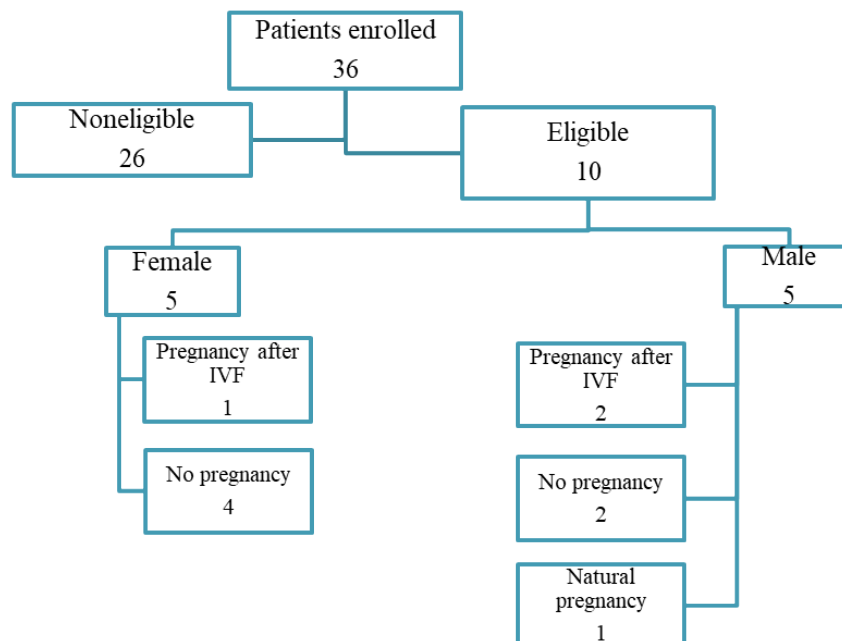 Patients enrolled
36
Noneligible
26
Eligible
10
Female
5
Male
5
Pregnancy after
IVF
1
No pregnancy
4
Pregnancy after
IVF
2
No pregnancy
2
Natural
pregnancy
1